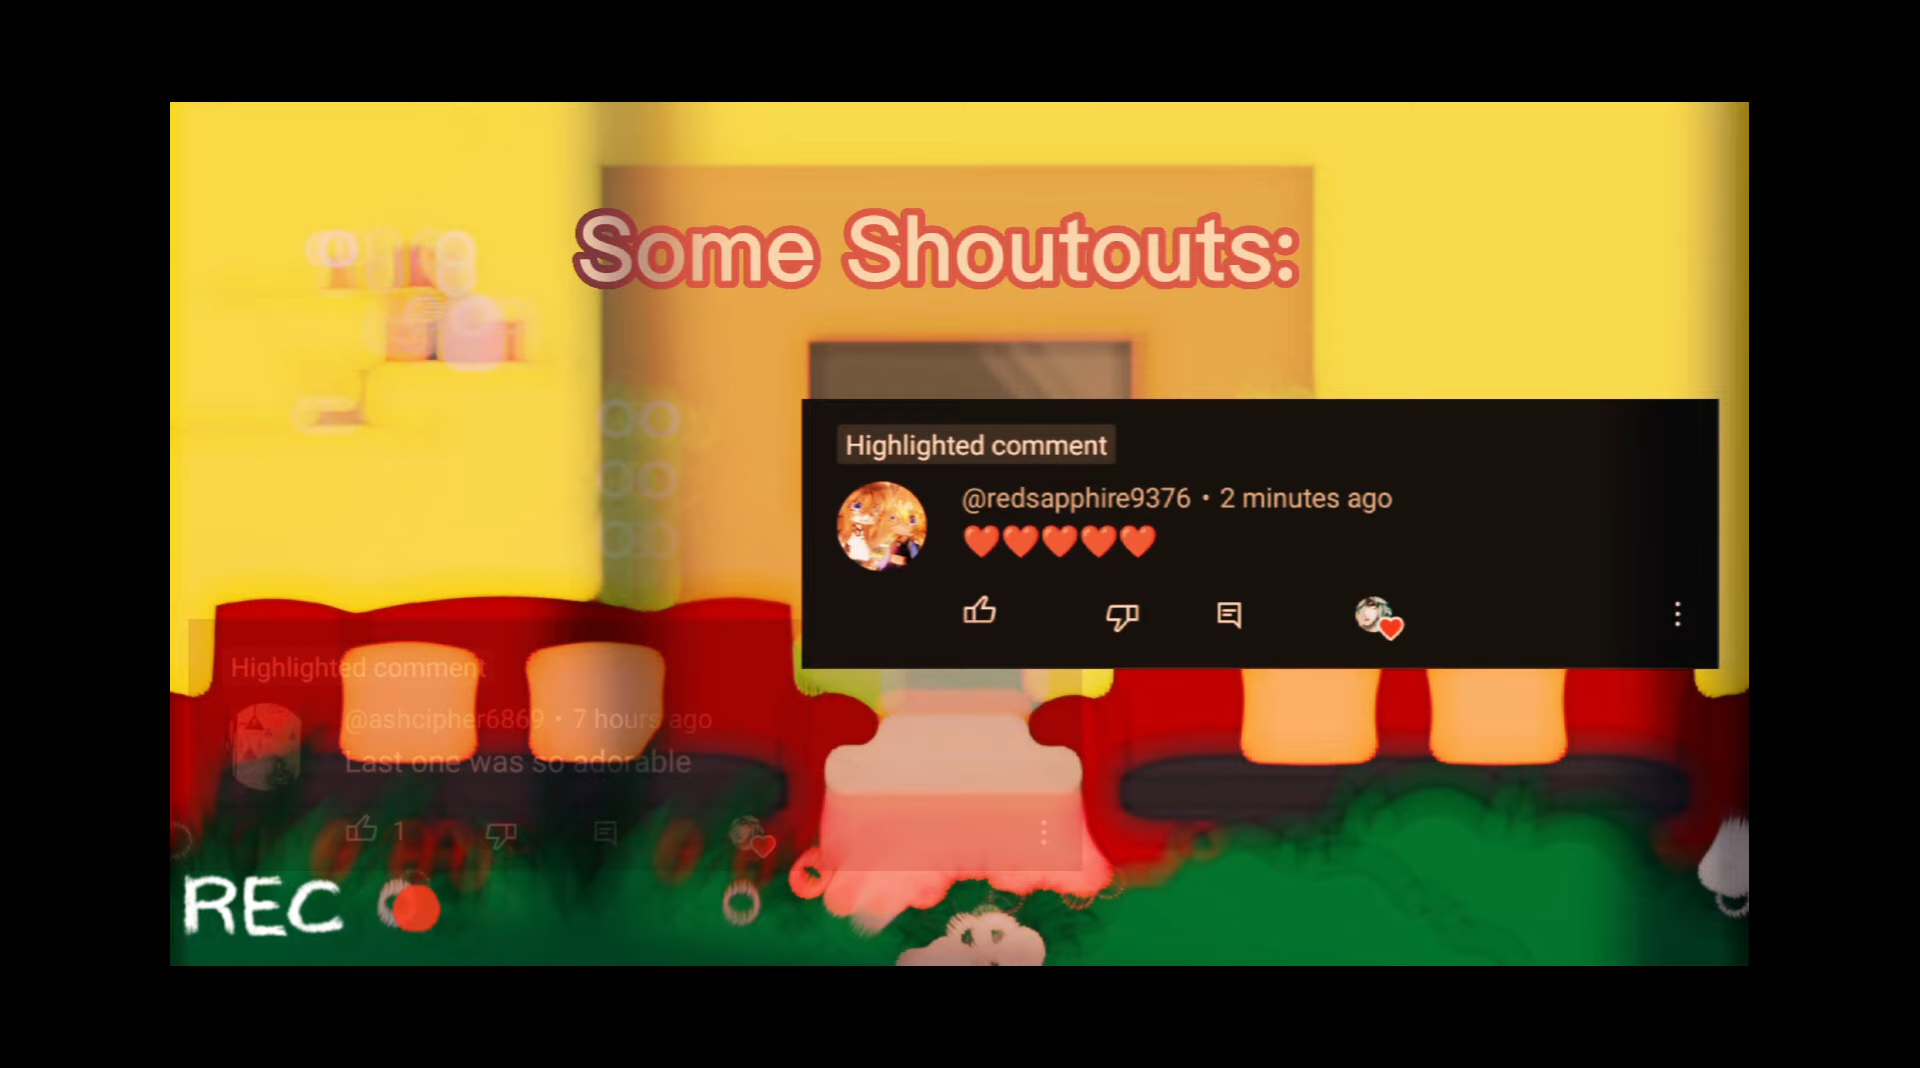 Some Shoutouts:
Highlighted comment
@redsapphire9376 • 2 minutes ago
❤️❤️❤️❤️❤️
Highlighted comment
@ashcipher6869 • 7 hours ago
Last one was so adorable
1
REC